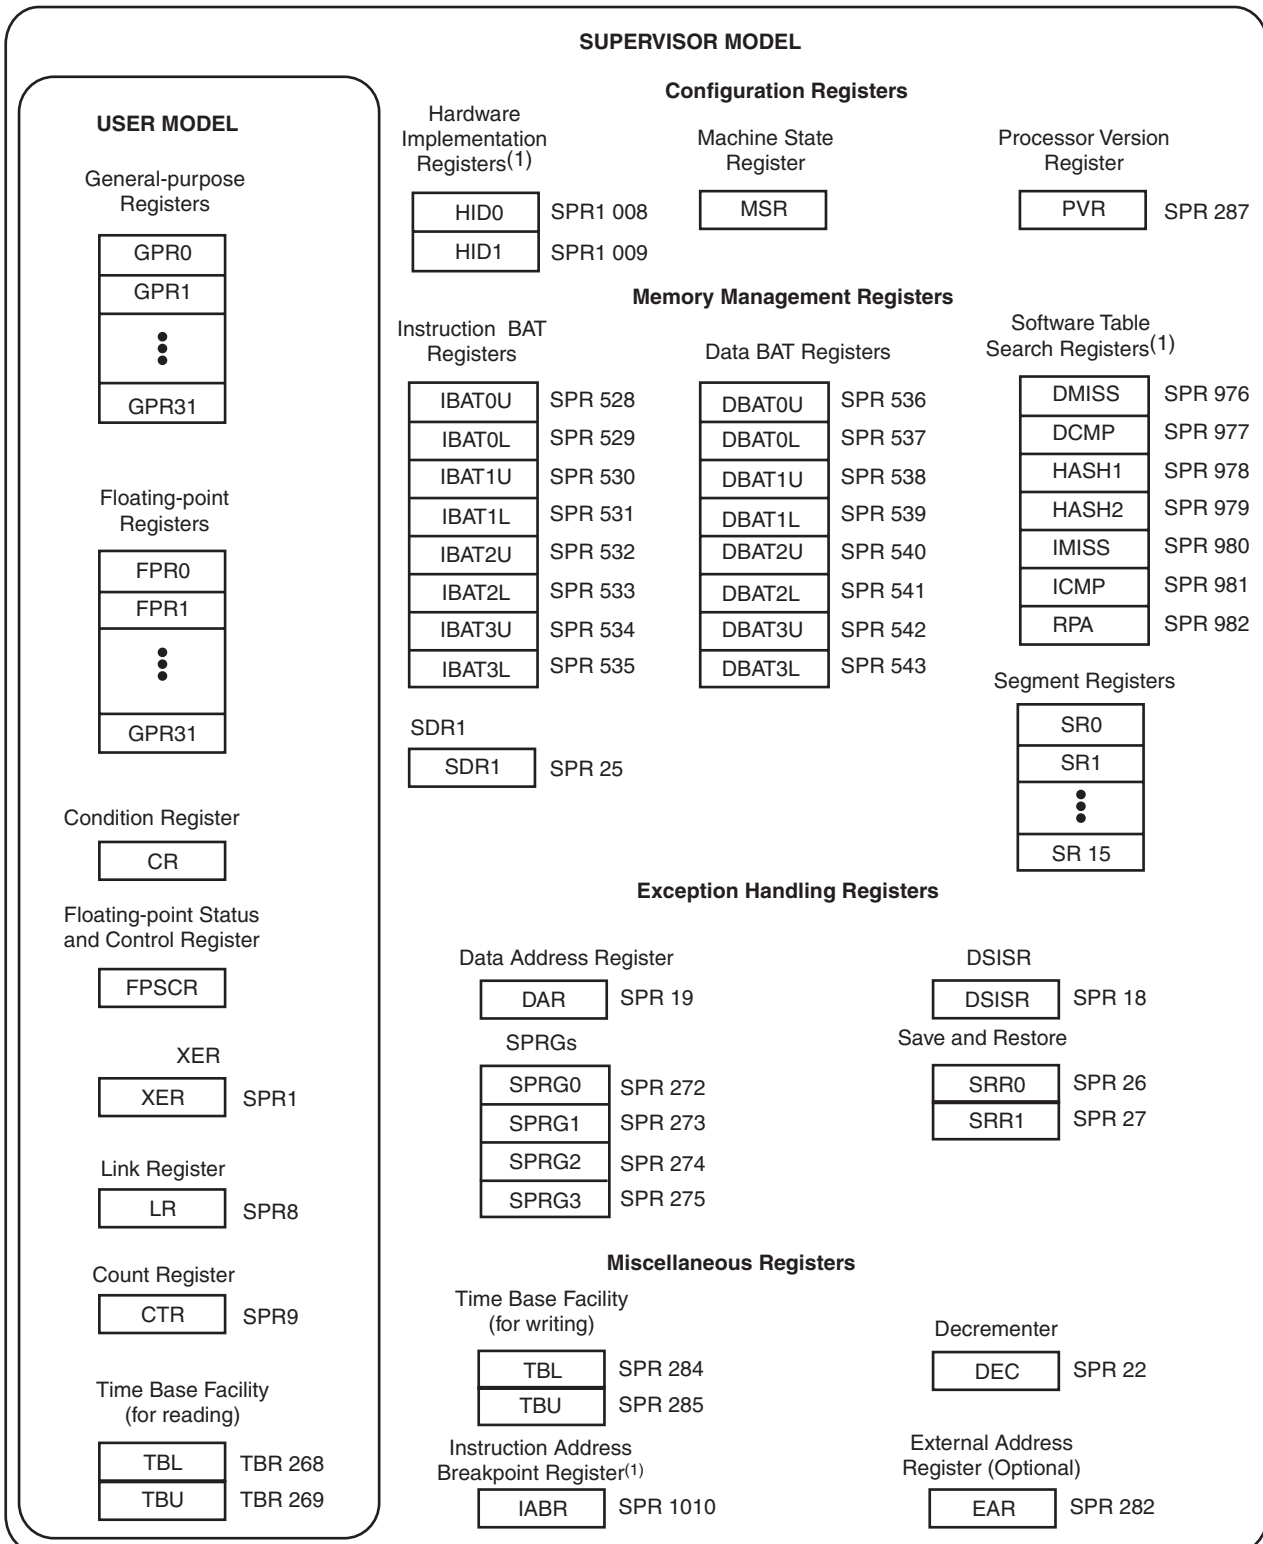 SUPERVISOR MODEL
USER MODEL
General-purpose
Registers
GPR0
GPR1
GPR31
Floating-point
Registers
FPR0
FPR1
GPR31
Condition Register
CR
Floating-point Status
and Control Register
FPSCR
XER
XER SPR1
Link Register
LR SPR8
Count Register
CTR SPR9
Time Base Facility
(for reading)
TBL TBR 268
TBU TBR 269
Configuration Registers
Hardware
Implementation
Registers(1)
HID0 SPR1 008
HID1 SPR1 009
Machine State
Register
MSR
Processor Version
Register
PVR SPR 287
Memory Management Registers
Instruction BAT
Registers
IBAT0U SPR 528
IBAT0L SPR 529
IBAT1U SPR 530
IBAT1L SPR 531
IBAT2U SPR 532
IBAT2L SPR 533
IBAT3U SPR 534
IBAT3L SPR 535
Data BAT Registers
DBAT0U SPR 536
DBAT0L SPR 537
DBAT1U SPR 538
DBAT1L SPR 539
DBAT2U SPR 540
DBAT2L SPR 541
DBAT3U SPR 542
DBAT3L SPR 543
Software Table
Search Registers(1)
DMISS SPR 976
DCMP SPR 977
HASH1 SPR 978
HASH2 SPR 979
IMISS SPR 980
ICMP SPR 981
RPA SPR 982
SDR1
SDR1 SPR 25
Segment Registers
SR0
SR1
SR 15
Exception Handling Registers
Data Address Register
DAR SPR 19
DSISR
DSISR SPR 18
SPRGs
SPRG0 SPR 272
SPRG1 SPR 273
SPRG2 SPR 274
SPRG3 SPR 275
Save and Restore
SRR0 SPR 26
SRR1 SPR 27
Miscellaneous Registers
Time Base Facility
(for writing)
TBL SPR 284
TBU SPR 285
Decrementer
DEC SPR 22
Instruction Address
Breakpoint Register(1)
IABR SPR 1010
External Address
Register (Optional)
EAR SPR 282